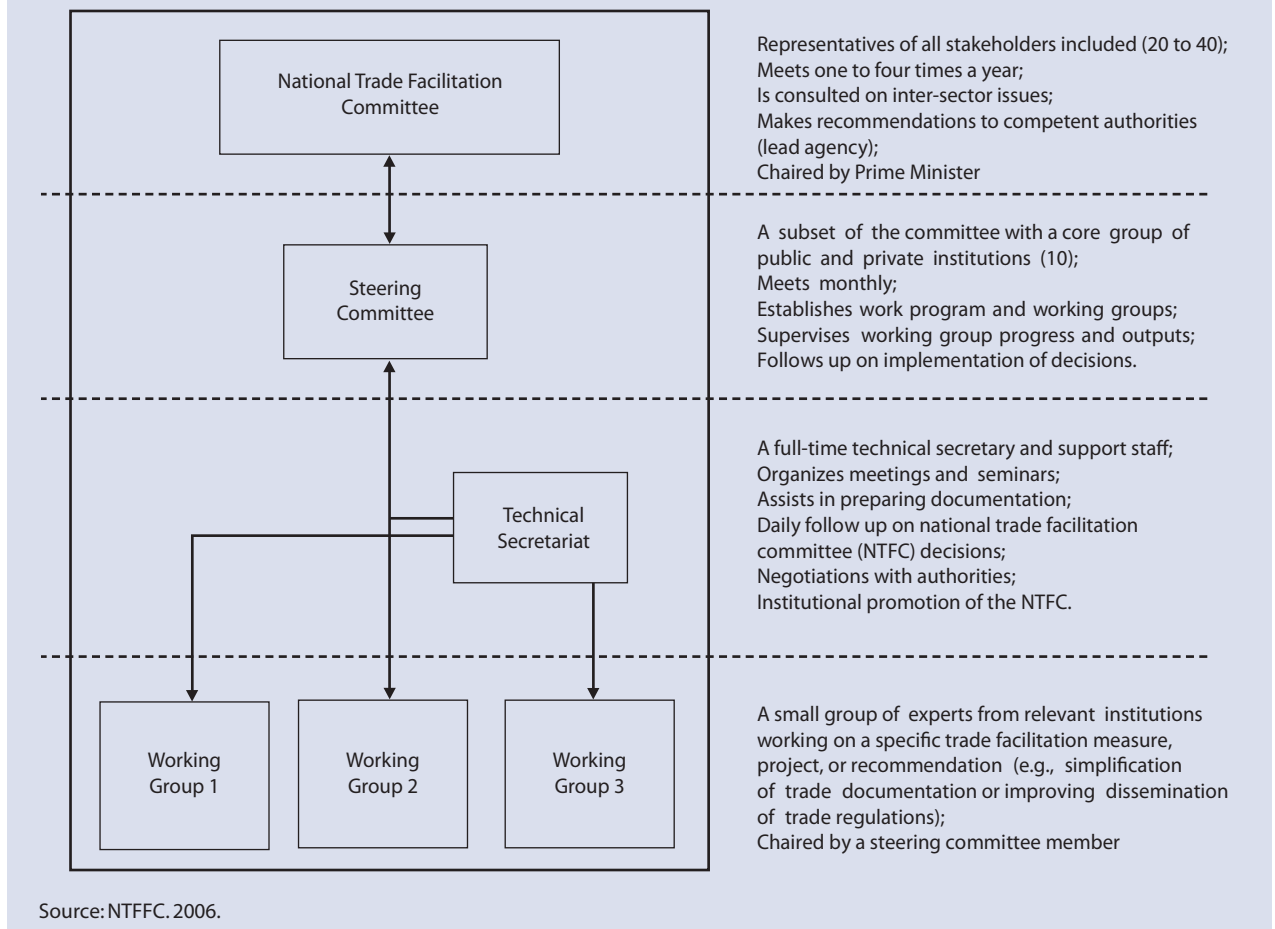 National Trade Facilitation
Committee
Representatives of all stakeholders included (20 to 40);
Meets one to four times a year;
Is consulted on inter-sector issues;
Makes recommendations to competent authorities
(lead agency);
Chaired by Prime Minister
Steering
Committee
A subset of the committee with a core group of
public and private institutions (10);
Meets monthly;
Establishes work program and working groups;
Supervises working group progress and outputs;
Follows up on implementation of decisions.
Technical
Secretariat
A full-time technical secretary and support staff;
Organizes meetings and seminars;
Assists in preparing documentation;
Daily follow up on national trade facilitation
committee (NTFC) decisions;
Negotiations with authorities;
Institutional promotion of the NTFC.
Working
Group 1
Working
Group 2
Working
Group 3
A small group of experts from relevant institutions
working on a specific trade facilitation measure,
project, or recommendation (e.g., simplification
of trade documentation or improving dissemination
of trade regulations);
Chaired by a steering committee member
Source: NTFFC. 2006.